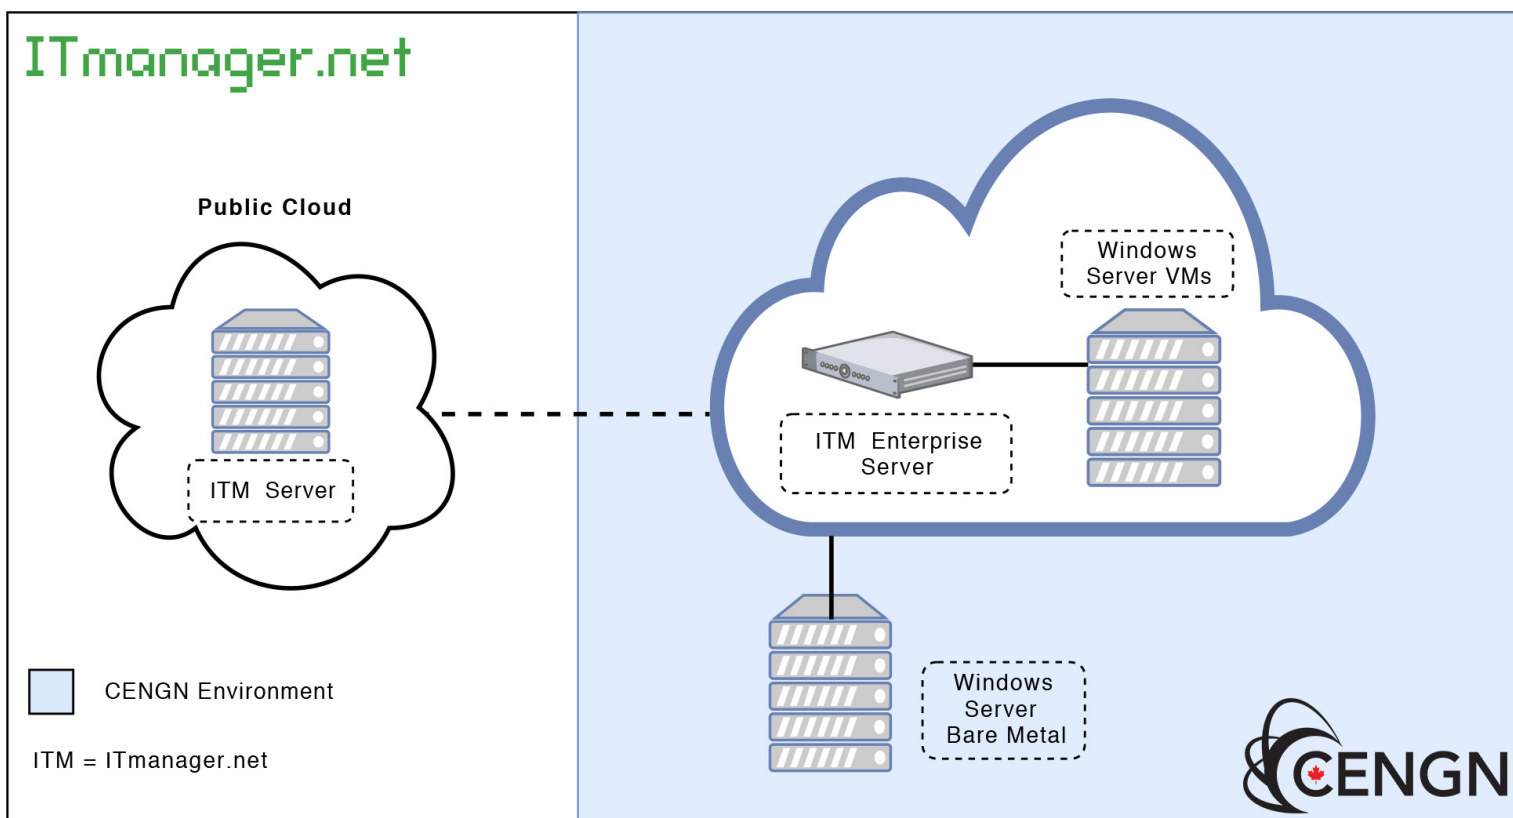 ITmanager.net
Public Cloud
ITM Server
CENGN Environment
ITM = ITmanager.net
Windows
Server VMs
ITM Enterprise
Server
Windows
Server
Bare Metal
CENGN